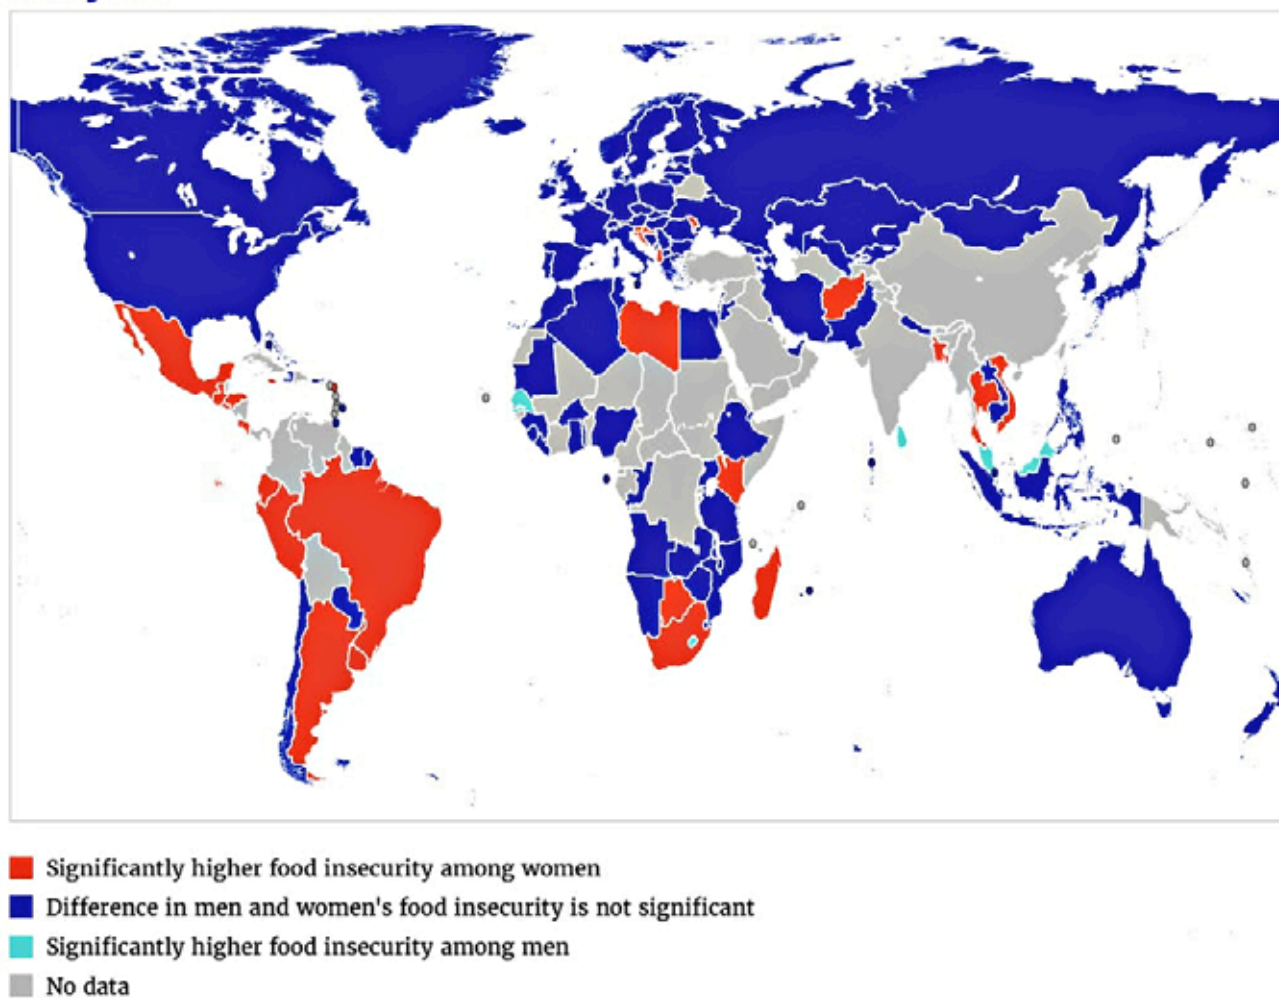 Significantly higher food insecurity among women
Difference in men and women's food insecurity is not significant
Significantly higher food insecurity among men
No data